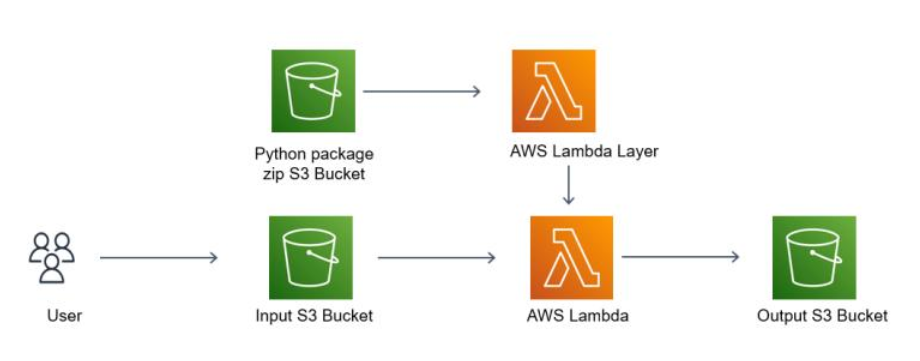 Python package
zip S3 Bucket
AWS Lambda Layer
User
Input S3 Bucket
AWS Lambda
Output S3 Bucket